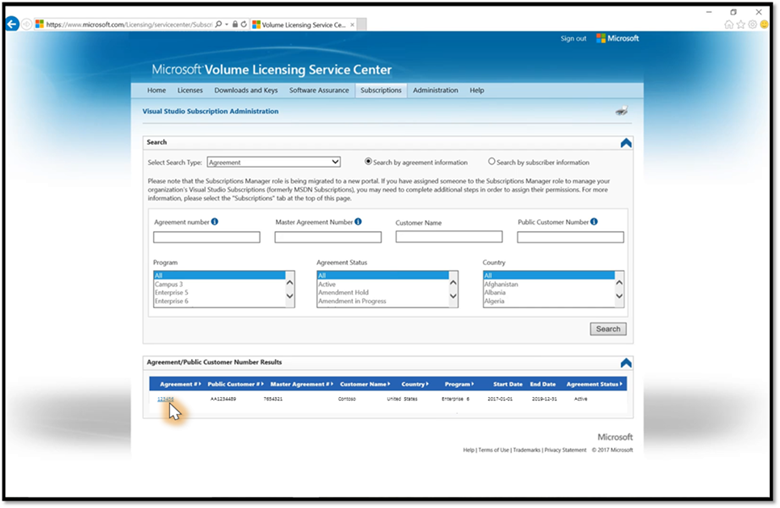 https://www.microsoft.com/Licensing/servicecenter/Subsc
Volume Licensing Service Ce...
Sign out Microsoft
Microsoft Volume Licensing Service Center
Home Licenses Downloads and Keys Software Assurance Subscriptions Administration Help
Visual Studio Subscription Administration
Search
Select Search Type: Agreement Search by agreement information Search by subscriber information
Please note that the Subscriptions Manager role is being migrated to a new portal. If you have assigned someone to the Subscriptions Manager role to manage your
organization's Visual Studio Subscriptions (formerly MSDN Subscriptions), you may need to complete additional steps in order to assign their permissions. For more
information, please select the "Subscriptions" tab at the top of this page.
Agreement number Master Agreement Number Customer Name Public Customer Number
Program Agreement Status Country
All All All
Campus 3 Active Afghanistan
Enterprise 5 Amendment Hold Albania
Enterprise 6 Amendment in Progress Algeria
Search
Agreement/Public Customer Number Results
Agreement # Public Customer # Master Agreement # Customer Name Country Program Start Date End Date Agreement Status
AA1234489 7654321 Contoso United States Enterprise 6 2017-01-01 2019-12-31 Active
Microsoft
Help | Terms of Use | Trademarks | Privacy Statement © 2017 Microsoft